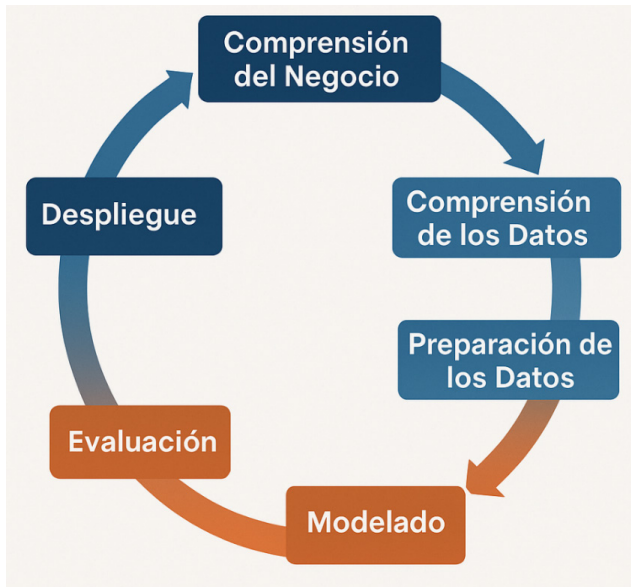 Comprensión
del Negocio
Comprensión
de los Datos
Preparación de
los Datos
Modelado
Evaluación
Despliegue